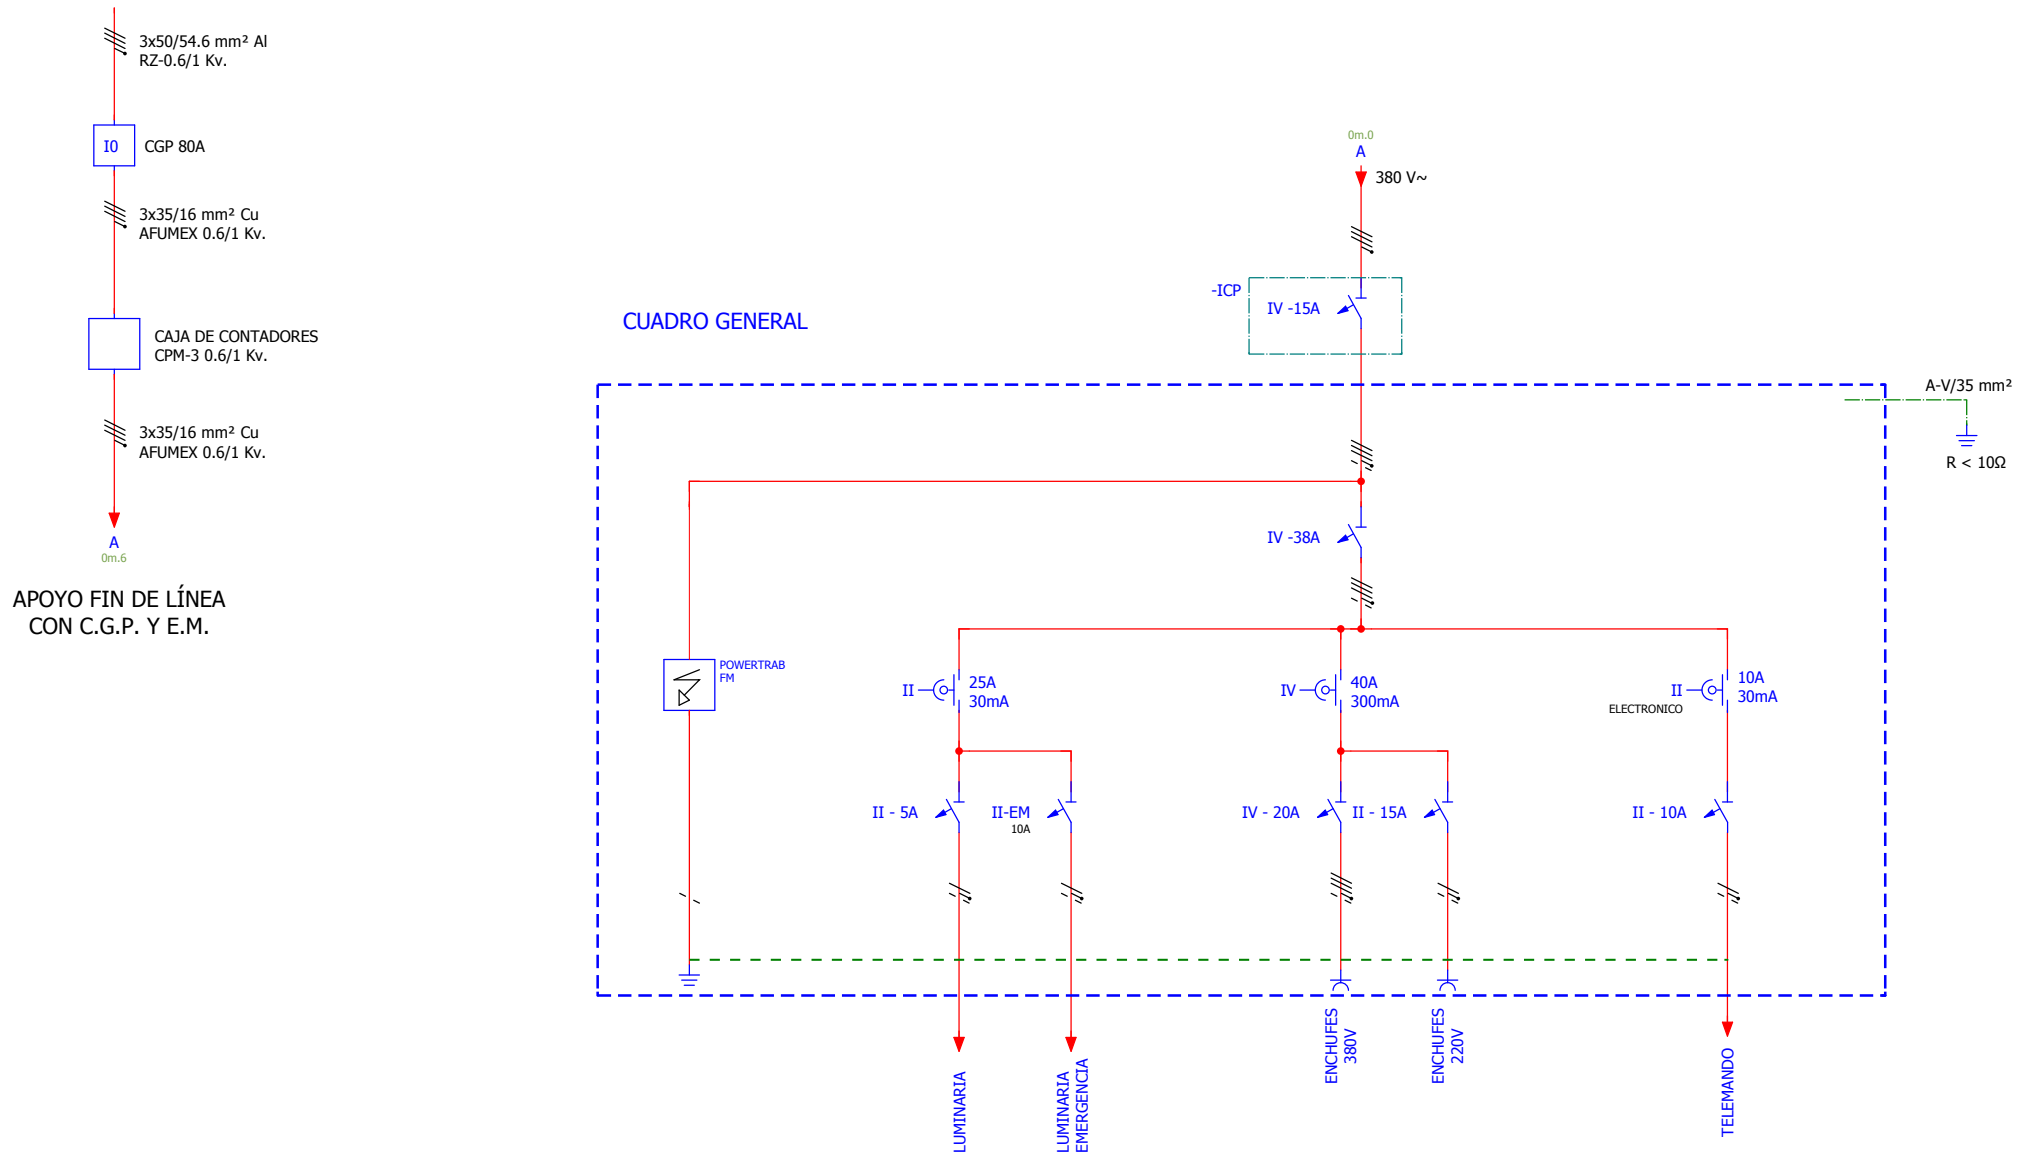 3x50/54.6 mm² Al
RZ-0.6/1 Kv.
I0
CGP 80A
3x35/16 mm² Cu
AFUMEX 0.6/1 Kv.
CAJA DE CONTADORES
CPM-3 0.6/1 Kv.
3x35/16 mm² Cu
AFUMEX 0.6/1 Kv.
A
0m.6
APOYO FIN DE LÍNEA
CON C.G.P. Y E.M.
0m.0
A
380 V~
-ICP
IV -15A
CUADRO GENERAL
A-V/35 mm²
R < 10Ω
IV -38A
POWERTRAB
FM
II
25A
30mA
IV
40A
300mA
II
ELECTRONICO
10A
30mA
II - 5A
II-EM
10A
IV - 20A
II - 15A
II - 10A
LUMINARIA
LUMINARIA
EMERGENCIA
ENCHUFES
380V
ENCHUFES
220V
TELEMANDO